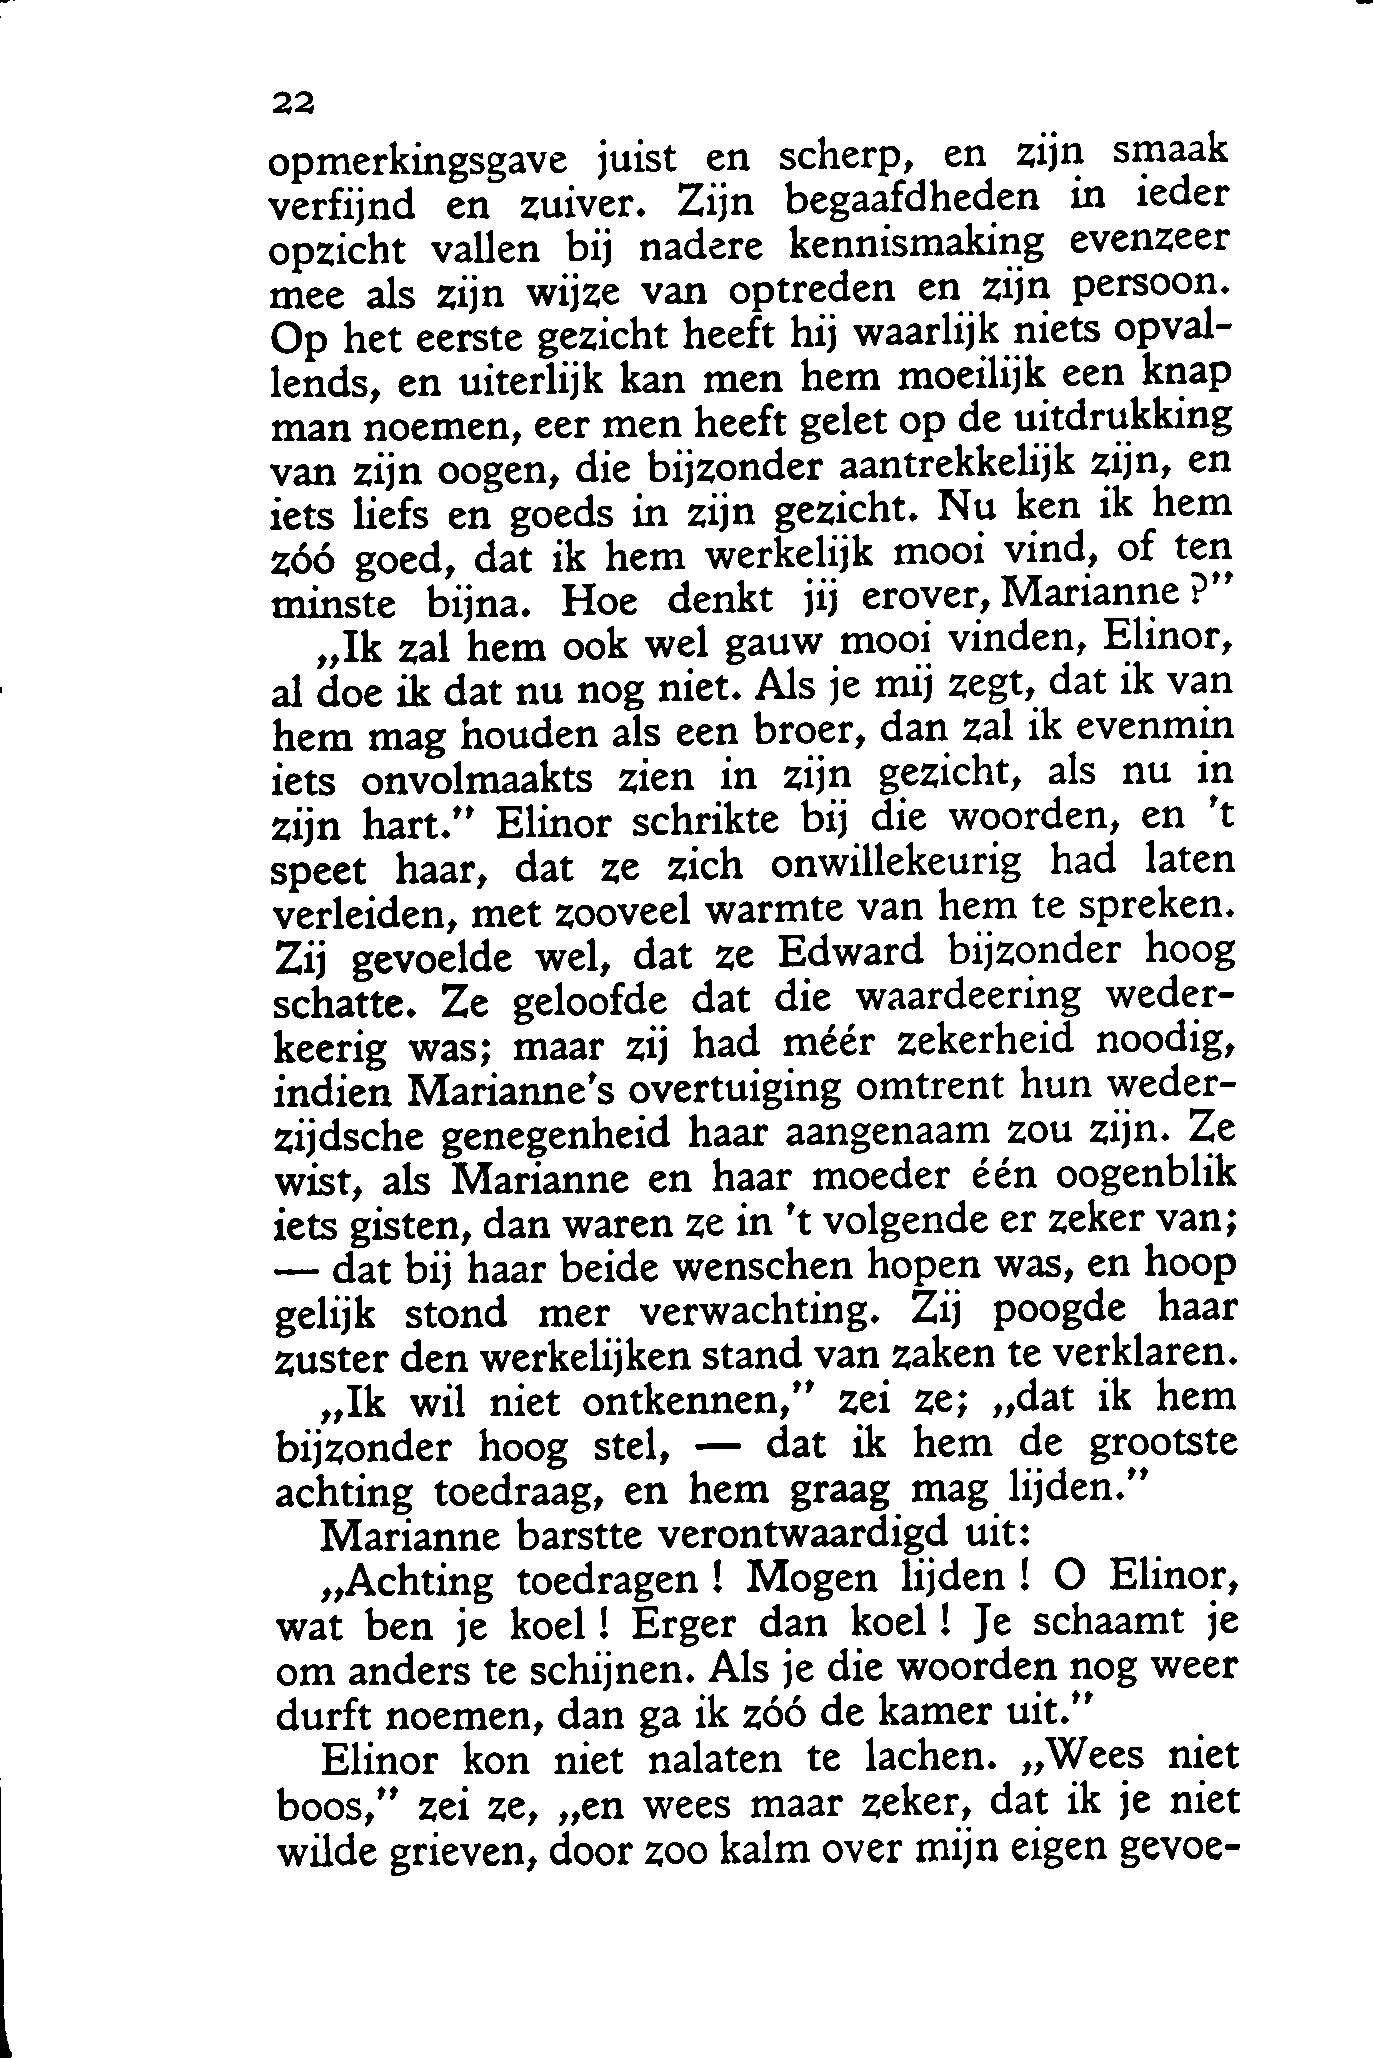 22
opmerkingsgave juist en scherp, en zijn smaak
verfijnd en zuiver. Zijn begaafdheden in ieder
opzicht vallen bij nadere kennismaking evenzeer
mee als zijn wijze van optreden en zijn persoon.
Op het eerste gezicht heeft hij waarlijk niets opval-
lends, en uiterlijk kan men hem moeilijk een knap
man noemen, eer men heeft gelet op de uitdrukking
van zijn oogen, die bijzonder aantrekkelijk zijn, en
iets liefs en goeds in zijn gezicht. Nu ken ik hem
zóó goed, dat ik hem werkelijk mooi vind, of ten
minste bijna. Hoe denkt jij erover, Marianne?”
„Ik zal hem ook wel gauw mooi vinden, Elinor,
al doe ik dat nu nog niet. Als je mij zegt, dat ik van
hem mag houden als een broer, dan zal ik evenmin
iets onvolmaakts zien in zijn gezicht, als nu in
zijn hart.” Elinor schrikte bij die woorden, en 't
speet haar, dat ze zich onwillekeurig had laten
verleiden, met zooveel warmte van hem te spreken.
Zij gevoelde wel, dat ze Edward bijzonder hoog
schatte. Ze geloofde dat die waardeering weder-
keerig was; maar zij had méér zekerheid noodig,
indien Marianne's overtuiging omtrent hun weder-
zijdsche genegenheid haar aangenaam zou zijn. Ze
wist, als Marianne en haar moeder één oogenblik
iets gisten, dan waren ze in 't volgende er zeker van;
— dat bij haar beide wenschen hopen was, en hoop
gelijk stond mer verwachting. Zij poogde haar
zuster den werkelijken stand van zaken te verklaren.
„Ik wil niet ontkennen,” zei ze; „dat ik hem
bijzonder hoog stel, — dat ik hem de grootste
achting toedraag, en hem graag mag lijden.”
Marianne barstte verontwaardigd uit:
„Achting toedragen! Mogen lijden! O Elinor,
wat ben je koel! Erger dan koel! Je schaamt je
om anders te schijnen. Als je die woorden nog weer
durft noemen, dan ga ik zóó de kamer uit.”
Elinor kon niet nalaten te lachen. „Wees niet
boos,” zei ze, „en wees maar zeker, dat ik je niet
wilde grieven, door zoo kalm over mijn eigen gevoe-